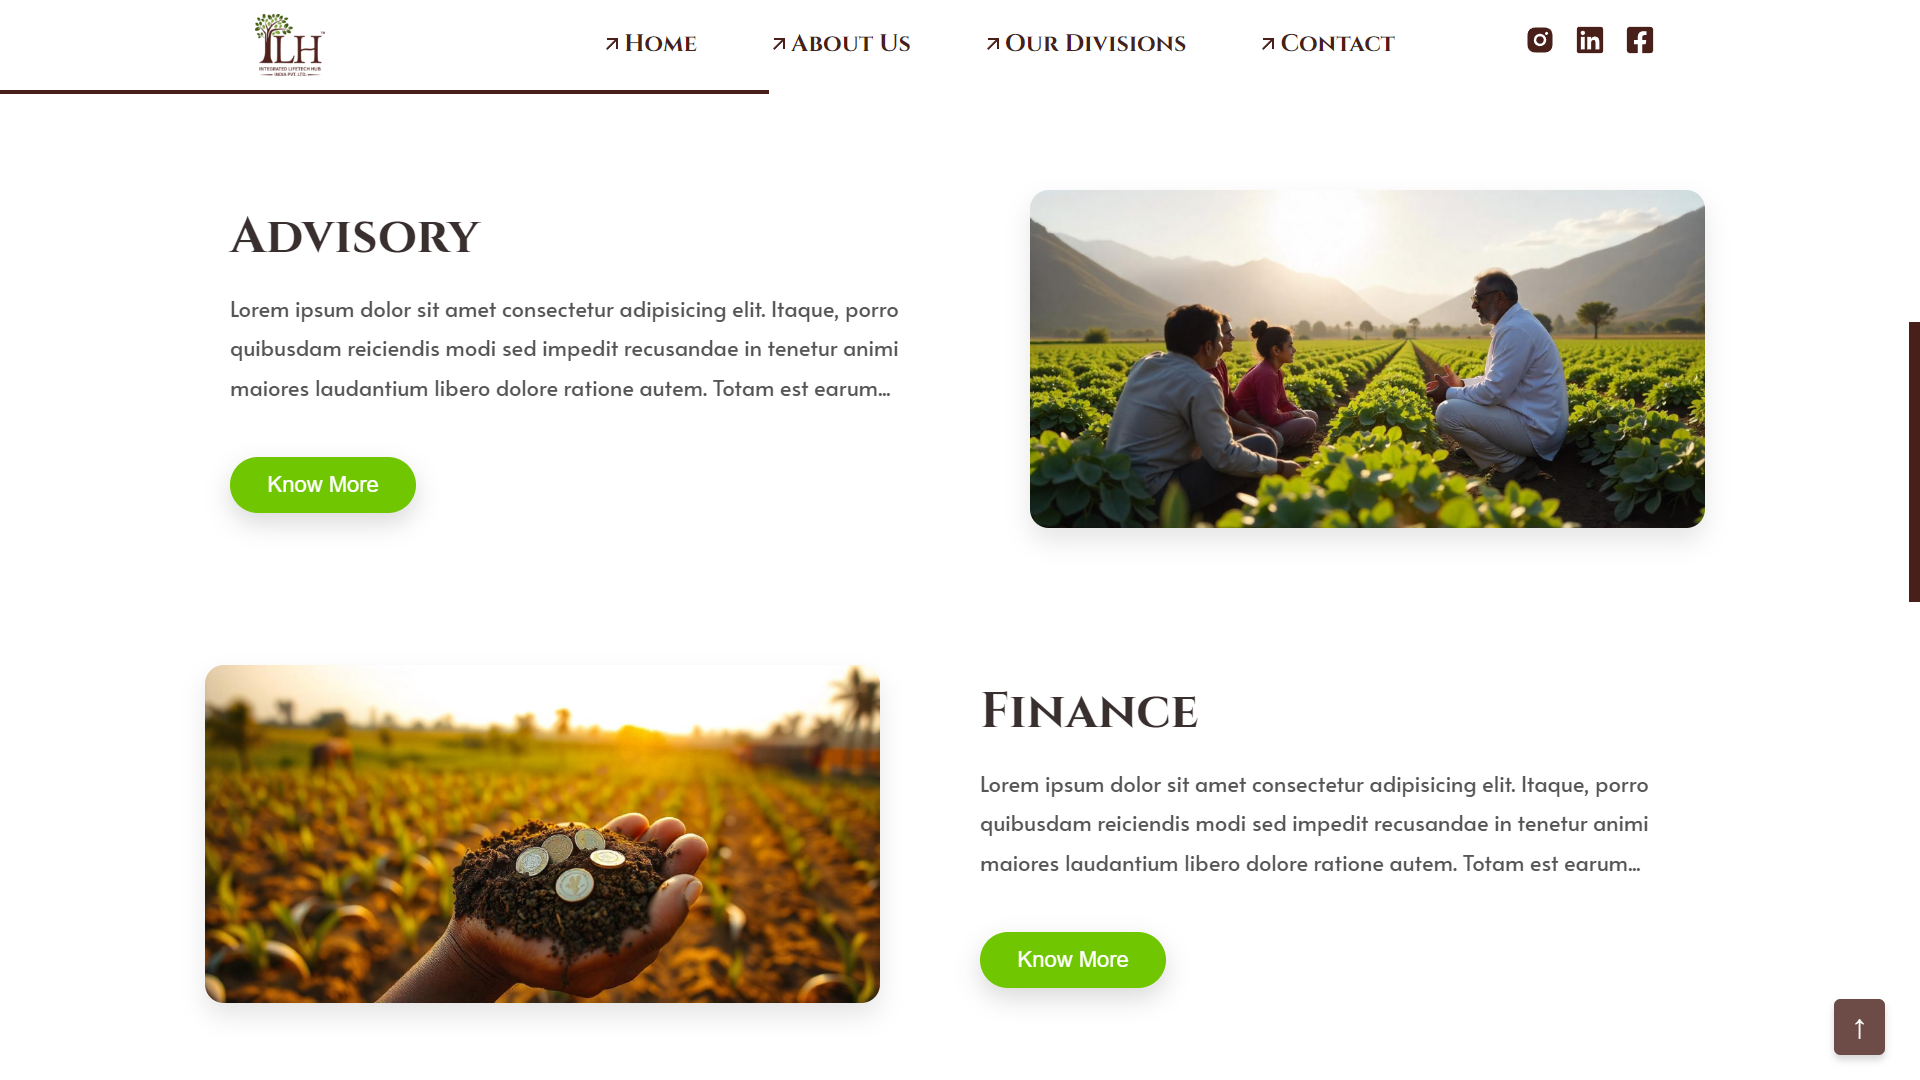 ILH
INTEGRATED LIFETECH HUB
INDIA PVT. LTD.
Home
About Us
Our Divisions
Contact
Advisory
Lorem ipsum dolor sit amet consectetur adipisicing elit. Itaque, porro
quibusdam reiciendis modi sed impedit recusandae in tenetur animi
maiores laudantium libero dolore ratione autem. Totam est earum...
Know More
Finance
Lorem ipsum dolor sit amet consectetur adipisicing elit. Itaque, porro
quibusdam reiciendis modi sed impedit recusandae in tenetur animi
maiores laudantium libero dolore ratione autem. Totam est earum...
Know More